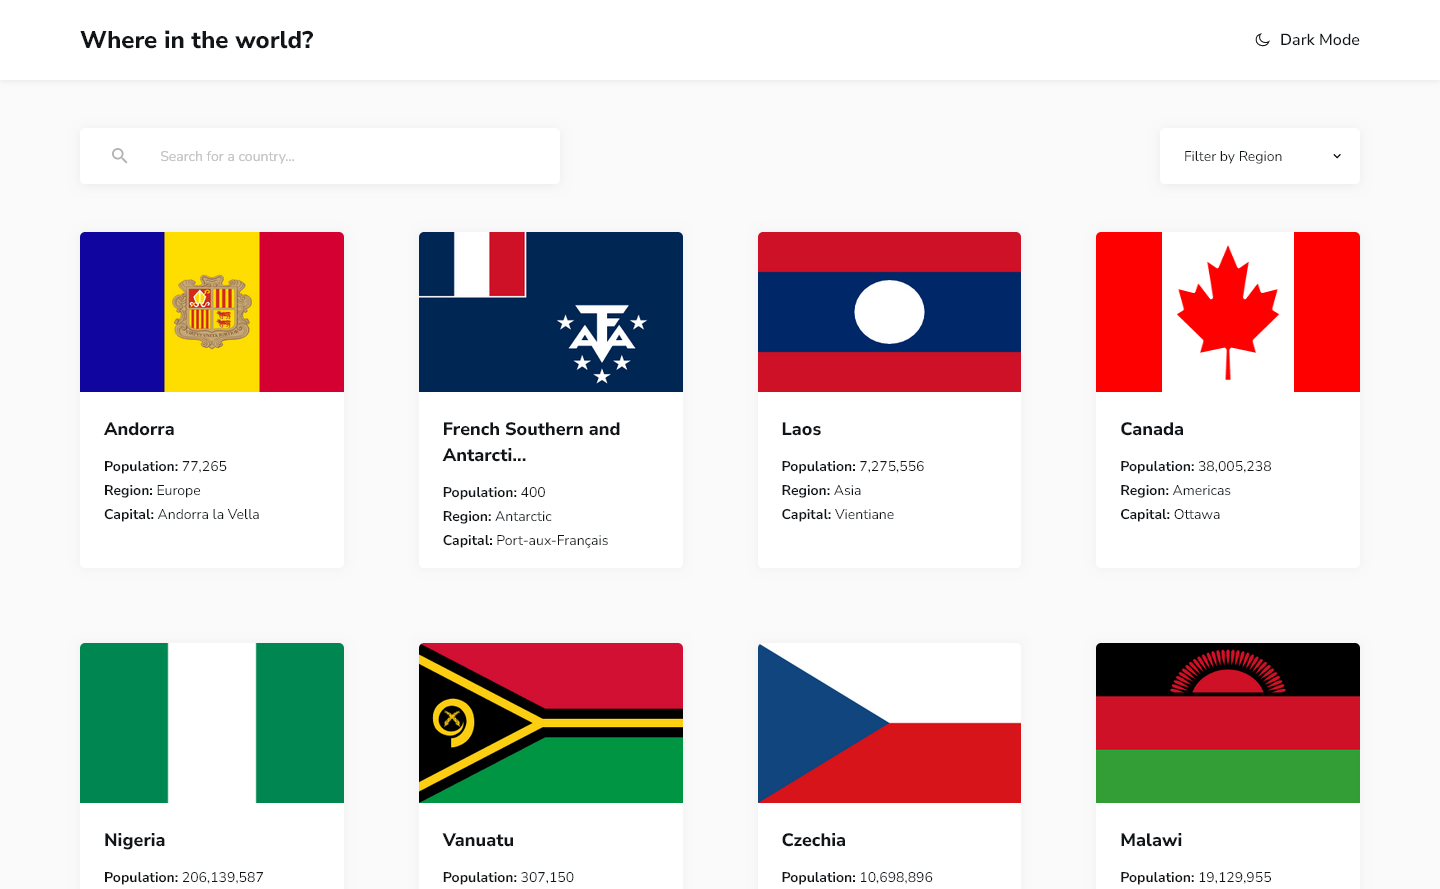 Where in the world?
Dark Mode
Search for a country...
Filter by Region
Andorra
Population: 77,265
Region: Europe
Capital: Andorra la Vella
French Southern and
Antarcti...
Population: 400
Region: Antarctic
Capital: Port-aux-Français
Laos
Population: 7,275,556
Region: Asia
Capital: Vientiane
Canada
Population: 38,005,238
Region: Americas
Capital: Ottawa
Nigeria
Population: 206,139,587
Vanuatu
Population: 307,150
Czechia
Population: 10,698,896
Malawi
Population: 19,129,955